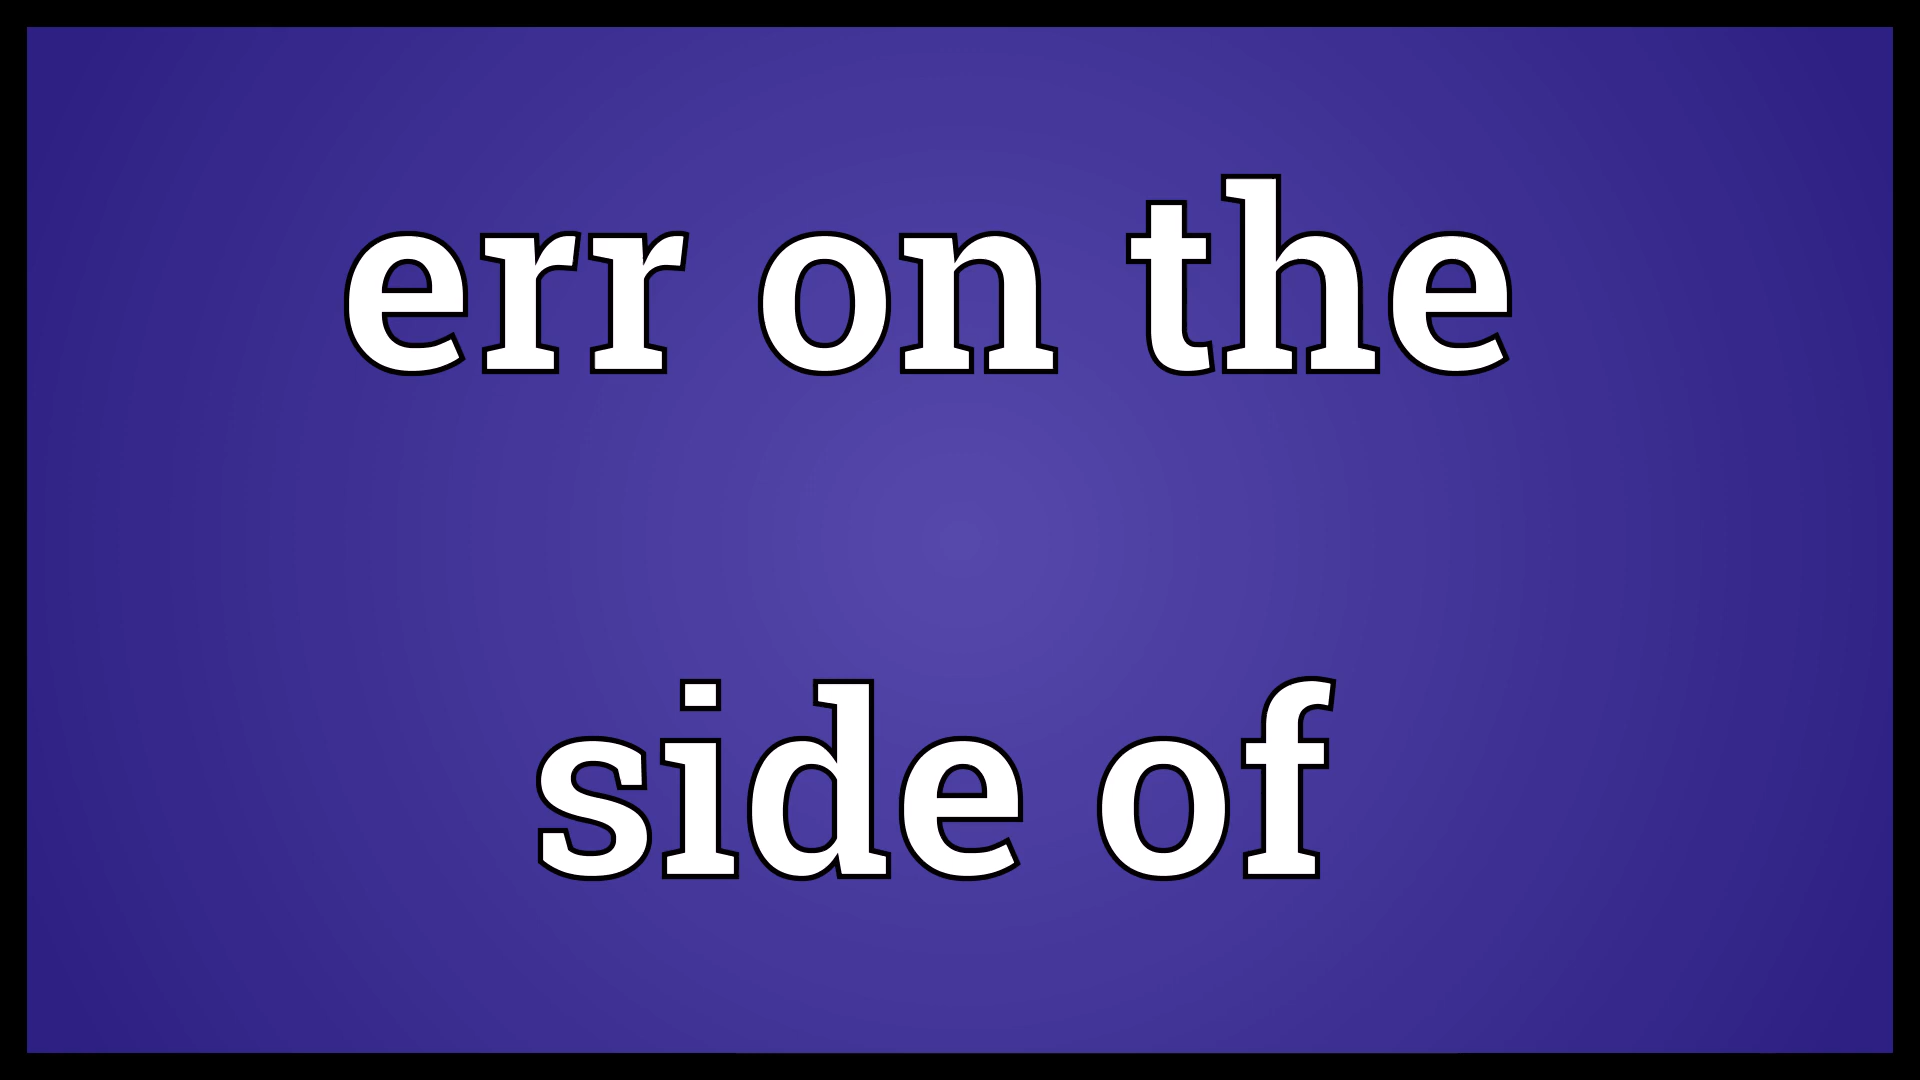 err on the
side of